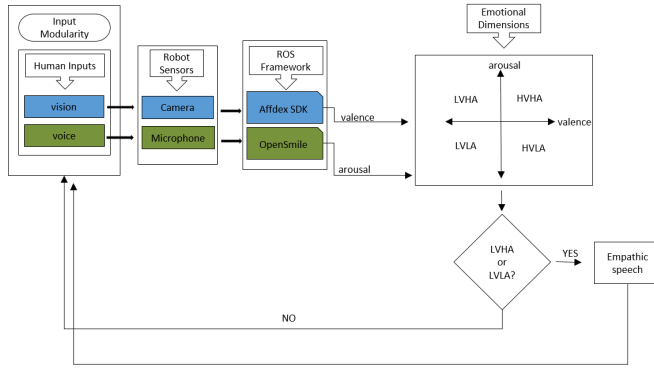 Input
Modularity
Human Inputs
vision
voice
Robot
Sensors
Camera
Microphone
ROS
Framework
Affdex SDK
OpenSmile
valence
arousal
Emotional
Dimensions
arousal
LVHA
HVHA
valence
LVLA
HVLA
LVHA
or
LVLA?
YES
Empathic
speech
NO